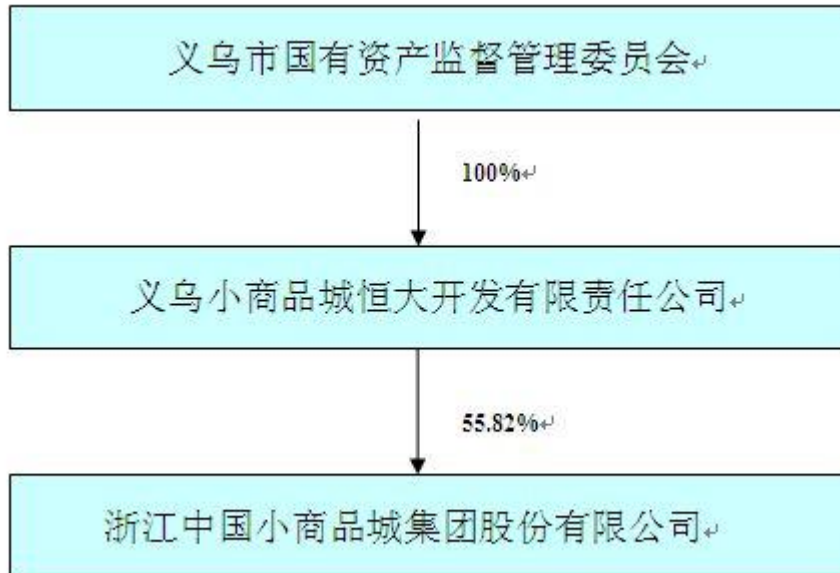 义乌市国有资产监督管理委员会
100%
义乌小商品城恒大开发有限责任公司
55.82%
浙江中国小商品城集团股份有限公司